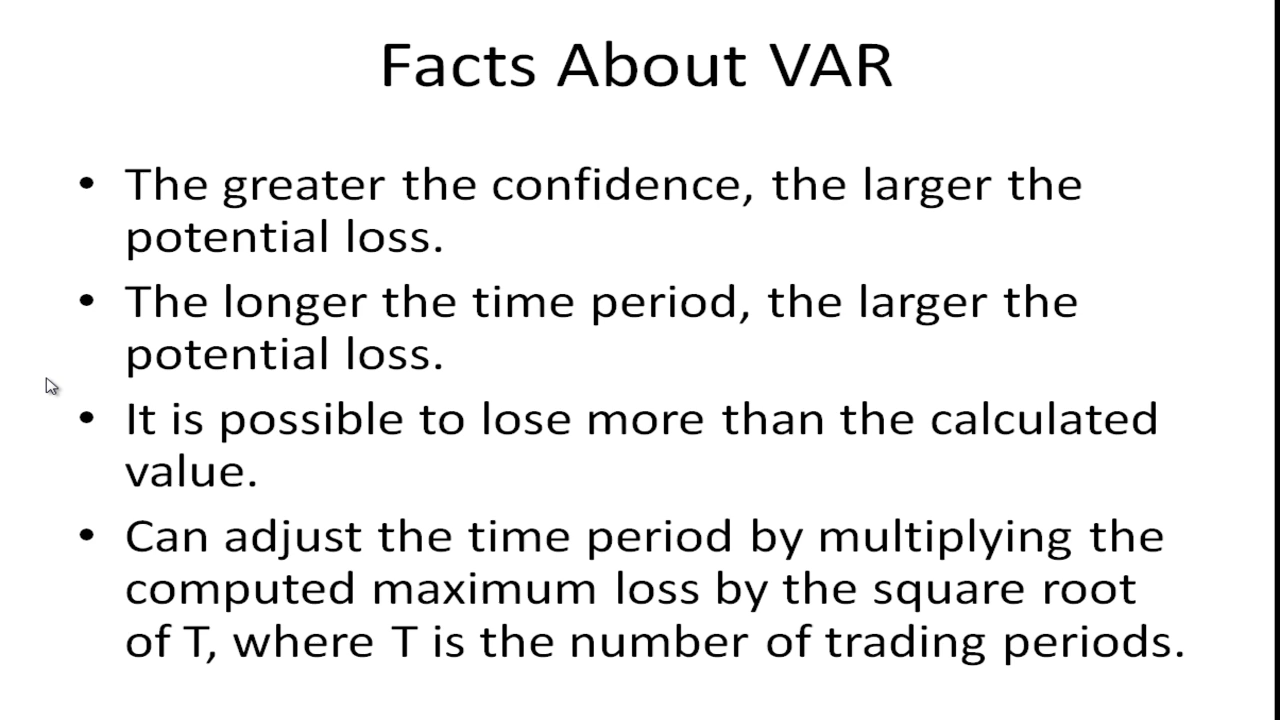 Facts About VAR
• The greater the confidence, the larger the
potential loss.
• The longer the time period, the larger the
potential loss.
• It is possible to lose more than the calculated
value.
• Can adjust the time period by multiplying the
computed maximum loss by the square root
of T, where T is the number of trading periods.